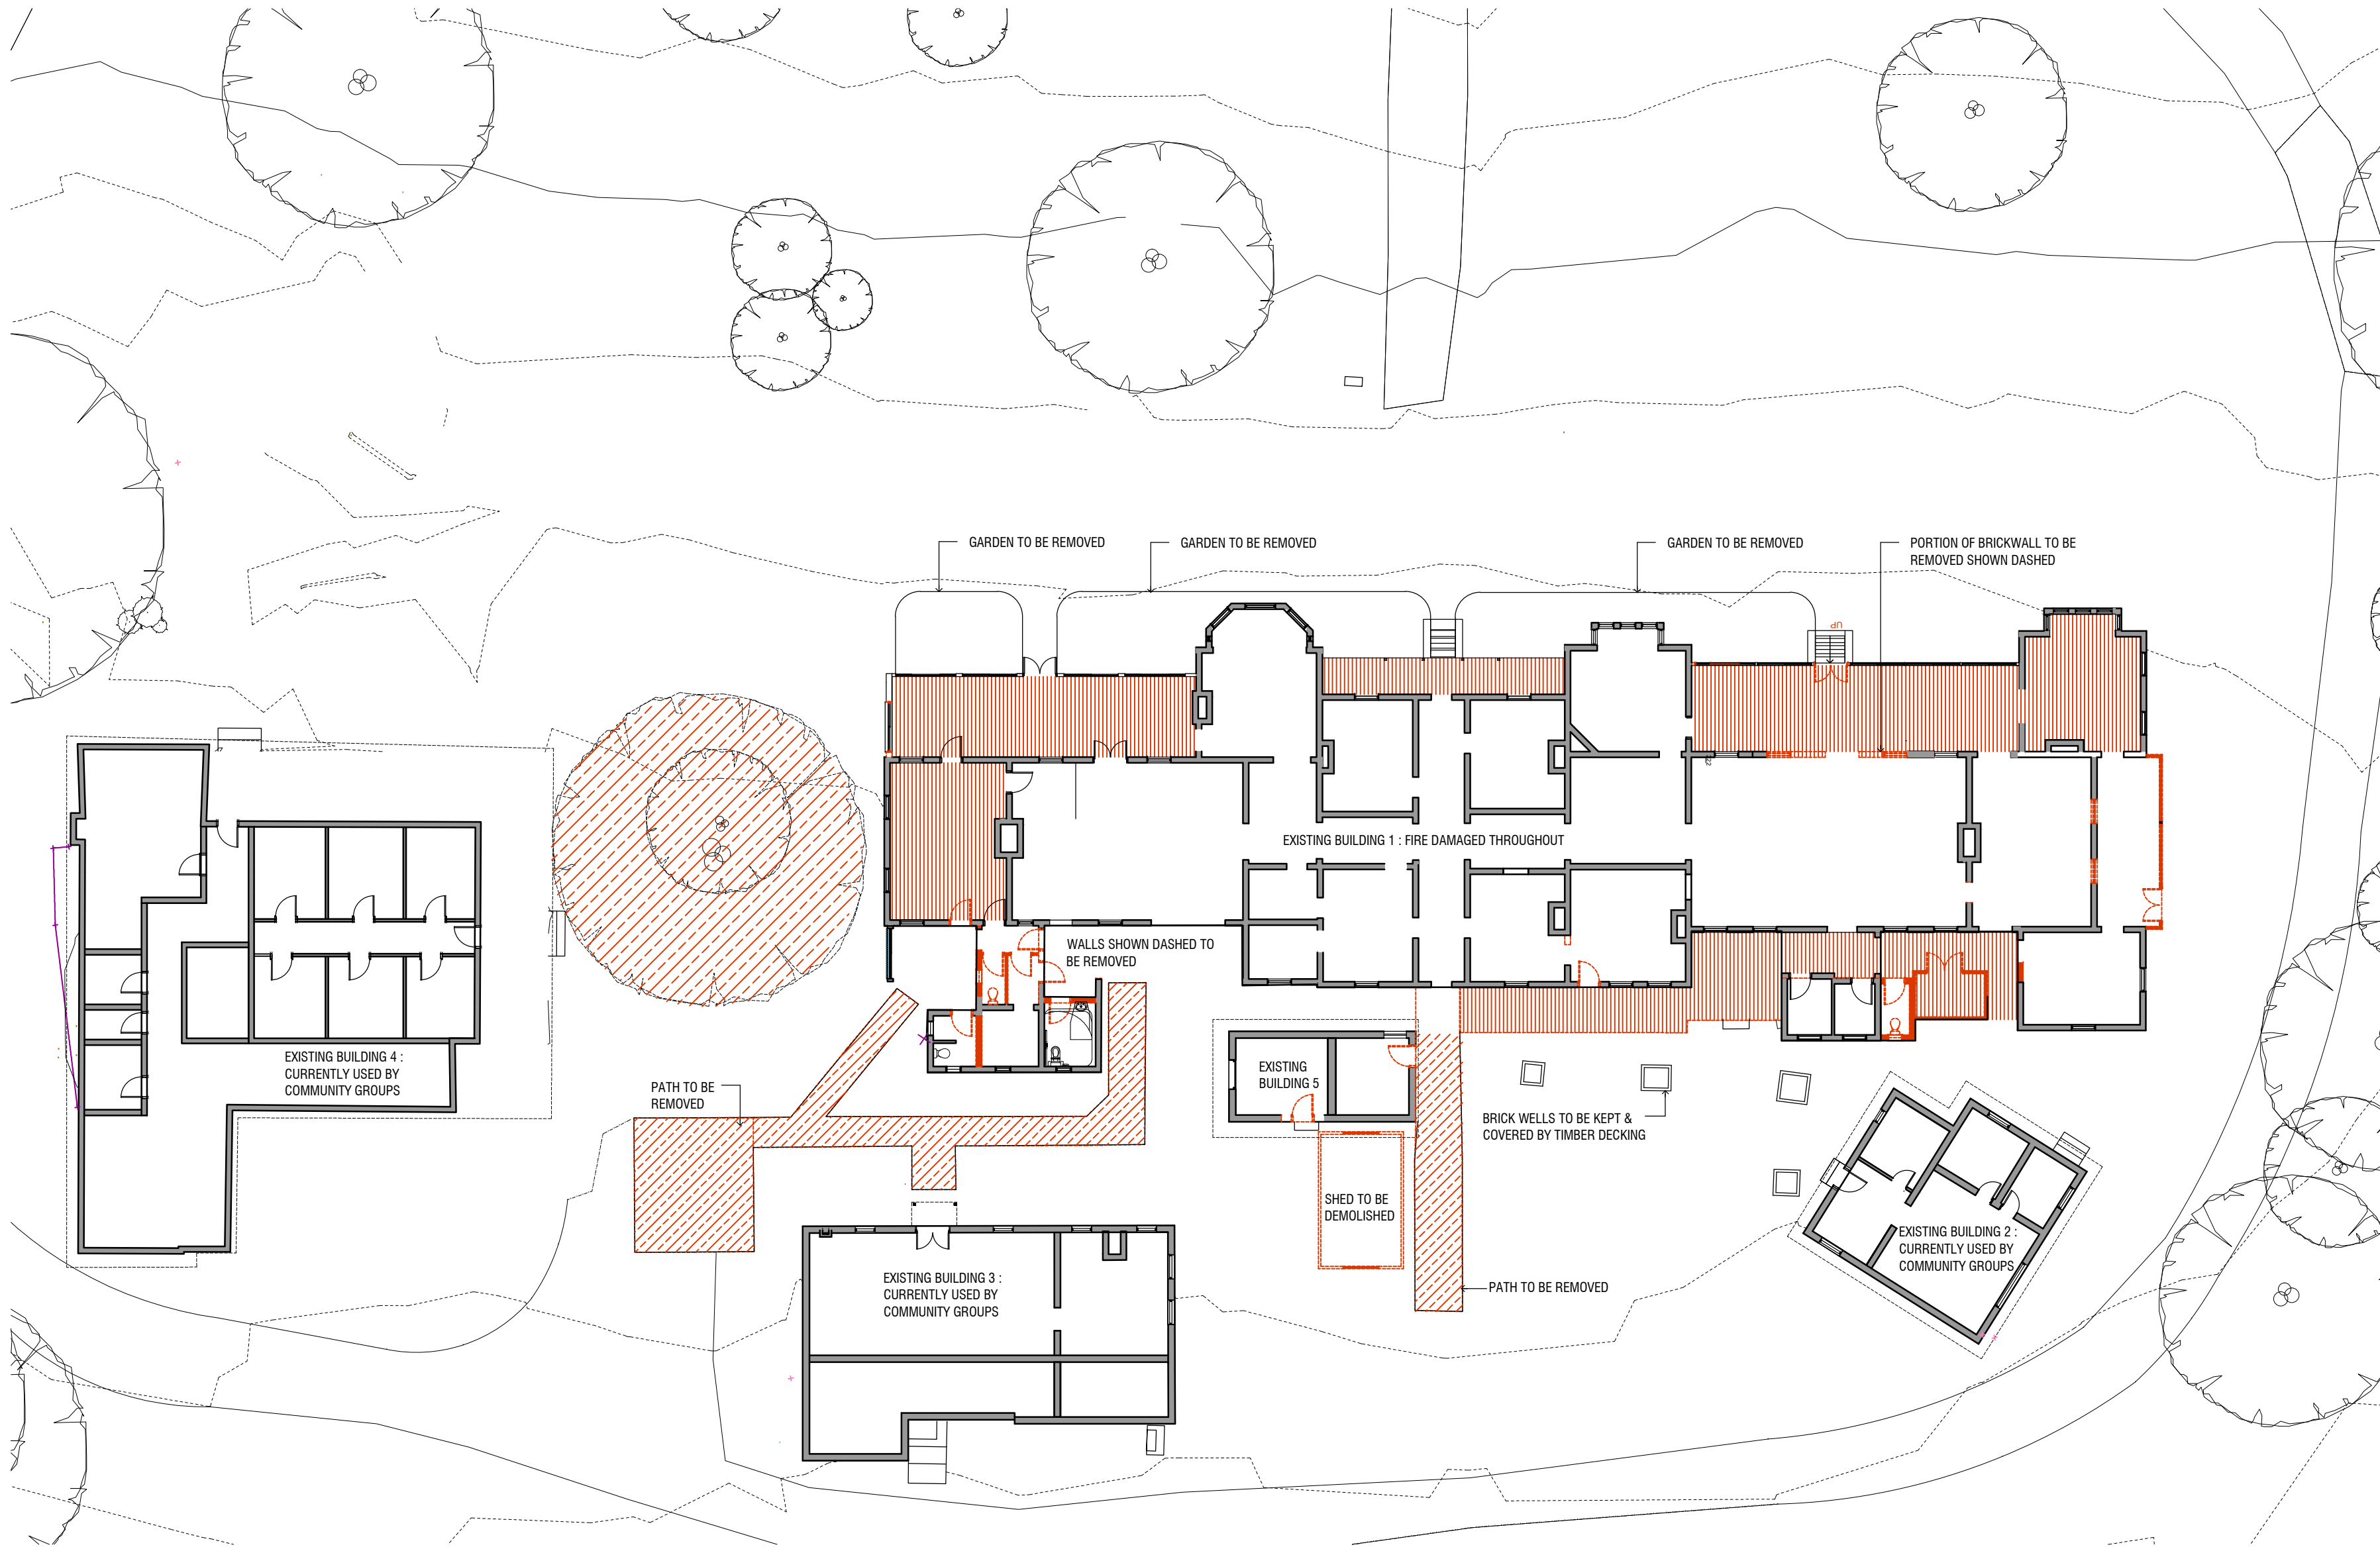 GARDEN TO BE REMOVED
GARDEN TO BE REMOVED
GARDEN TO BE REMOVED
PORTION OF BRICKWALL TO BE
REMOVED SHOWN DASHED
UP
EXISTING BUILDING 1 : FIRE DAMAGED THROUGHOUT
WALLS SHOWN DASHED TO
BE REMOVED
EXISTING BUILDING 4 :
CURRENTLY USED BY
COMMUNITY GROUPS
PATH TO BE
REMOVED
EXISTING
BUILDING 5
BRICK WELLS TO BE KEPT &
COVERED BY TIMBER DECKING
SHED TO BE
DEMOLISHED
EXISTING BUILDING 2 :
CURRENTLY USED BY
COMMUNITY GROUPS
EXISTING BUILDING 3 :
CURRENTLY USED BY
COMMUNITY GROUPS
PATH TO BE REMOVED